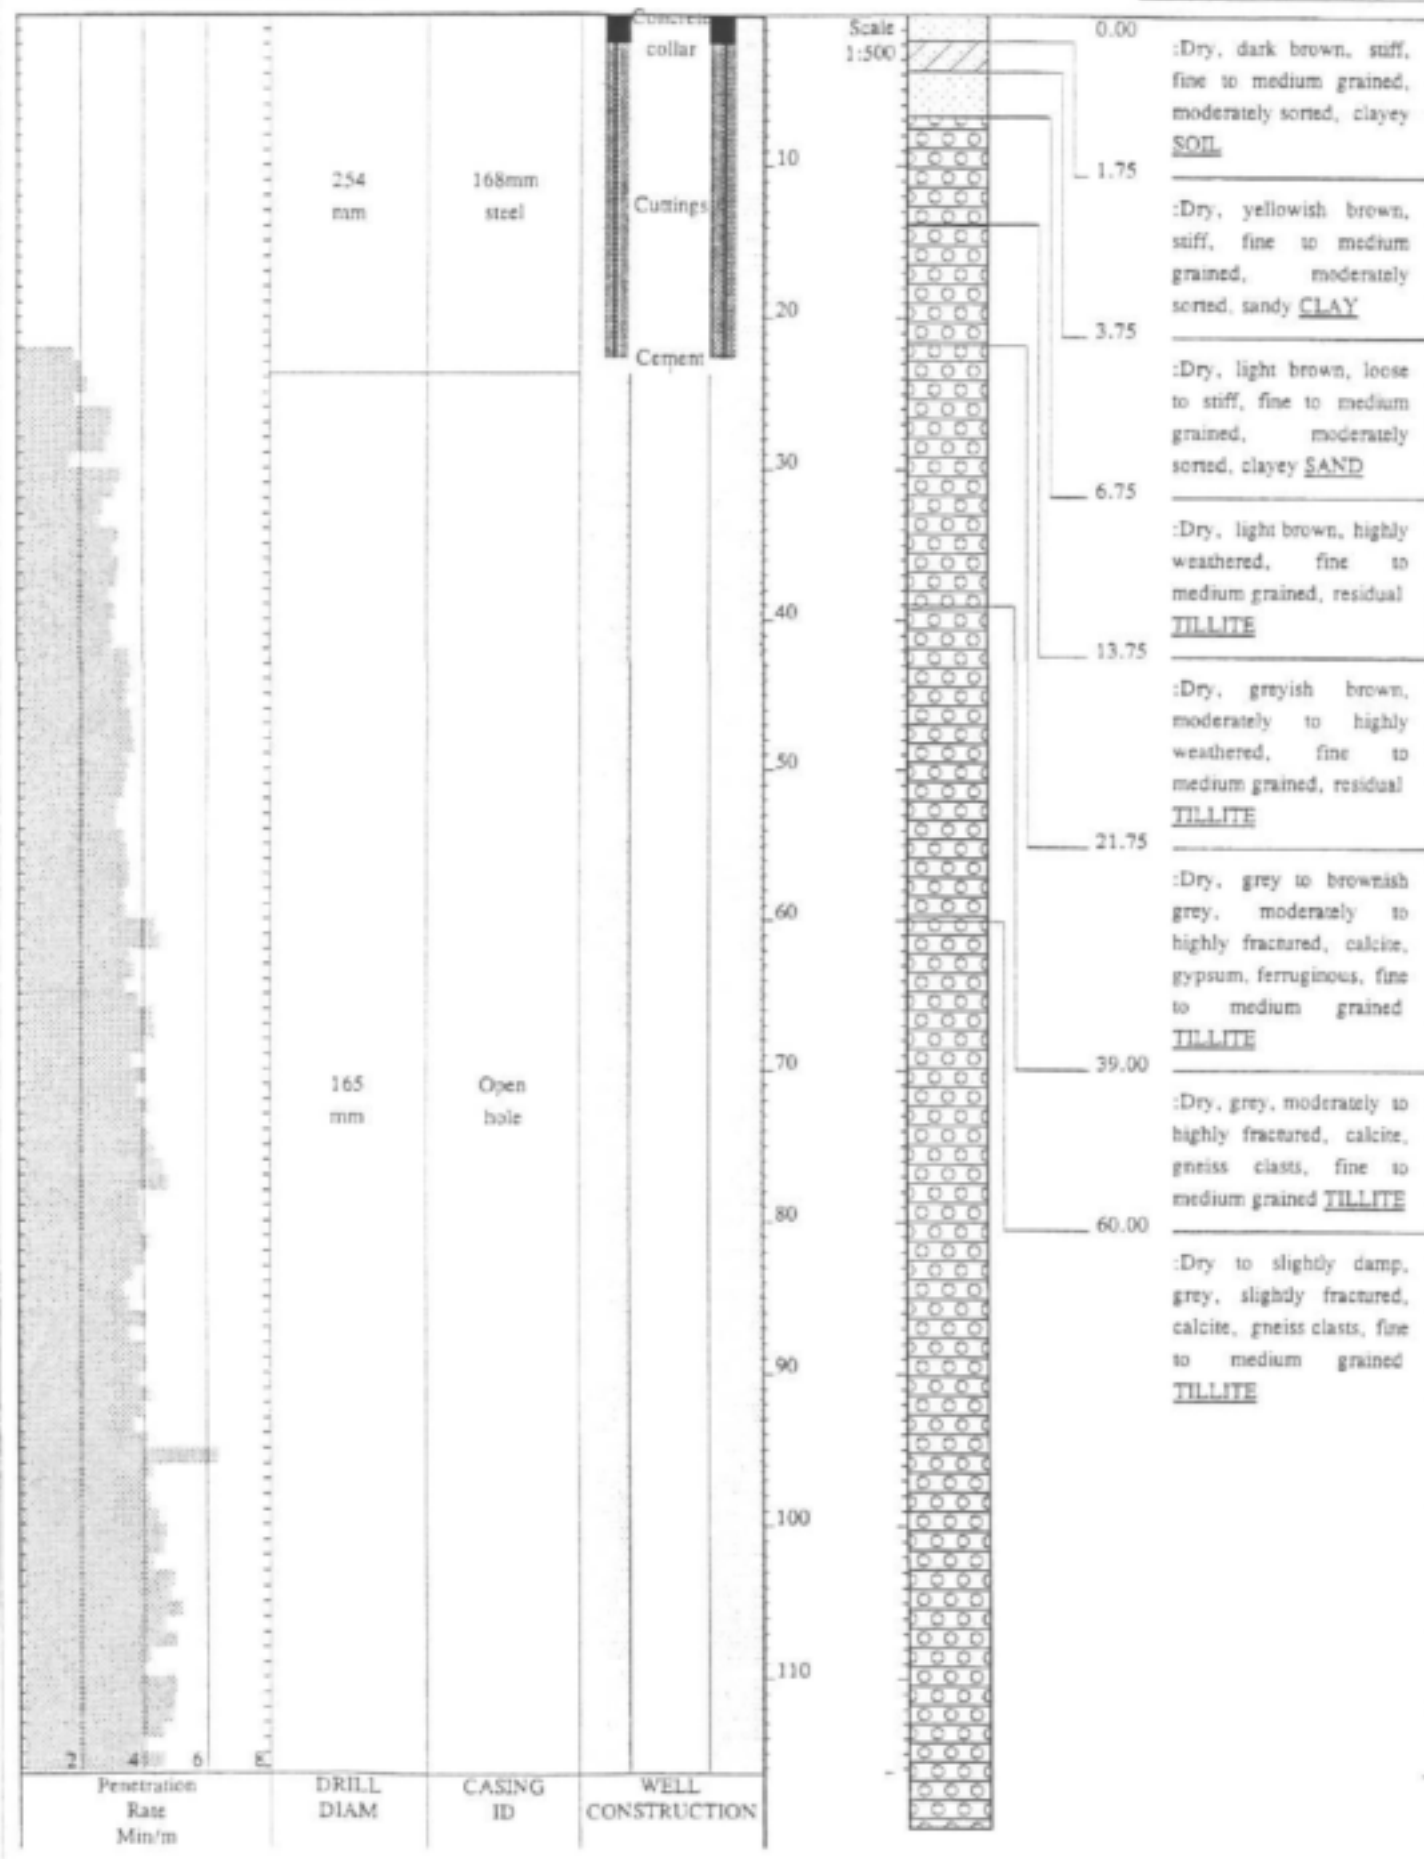 Concrete
collar
254
mm
168mm
steel
Cuttings
Cement
165
mm
Open
hole
10
20
30
40
50
60
70
80
90
100
110
2
4
6
8
Penetration
Rate
Min/m
DRILL
DIAM
CASING
ID
WELL
CONSTRUCTION
Scale
1:500
0.00
:Dry, dark brown, stiff,
fine to medium grained,
moderately sorted, clayey
SOIL
1.75
:Dry, yellowish brown,
stiff, fine to medium
grained, moderately
sorted, sandy CLAY
3.75
:Dry, light brown, loose
to stiff, fine to medium
grained, moderately
sorted, clayey SAND
6.75
:Dry, light brown, highly
weathered, fine to
medium grained, residual
TILLITE
13.75
:Dry, greyish brown,
moderately to highly
weathered, fine to
medium grained, residual
TILLITE
21.75
:Dry, grey to brownish
grey, moderately to
highly fractured, calcite,
gypsum, ferruginous, fine
to medium grained
TILLITE
39.00
:Dry, grey, moderately to
highly fractured, calcite,
gneiss clasts, fine to
medium grained TILLITE
60.00
:Dry to slightly damp,
grey, slightly fractured,
calcite, gneiss clasts, fine
to medium grained
TILLITE